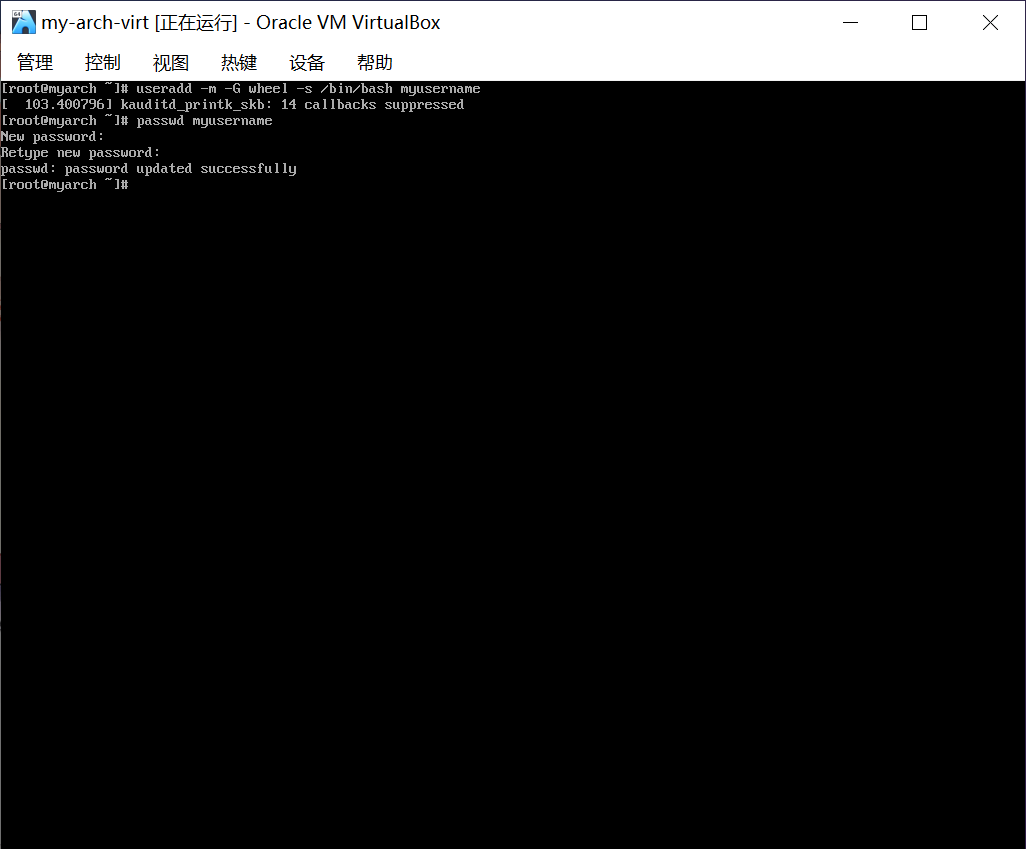 my-arch-virt [正在运行] - Oracle VM VirtualBox
管理 控制 视图 热键 设备 帮助
[root@myarch ~]# useradd -m -G wheel -s /bin/bash myusername
[  103.400796] kauditd_printk_skb: 14 callbacks suppressed
[root@myarch ~]# passwd myusername
New password:
Retype new password:
passwd: password updated successfully
[root@myarch ~]#